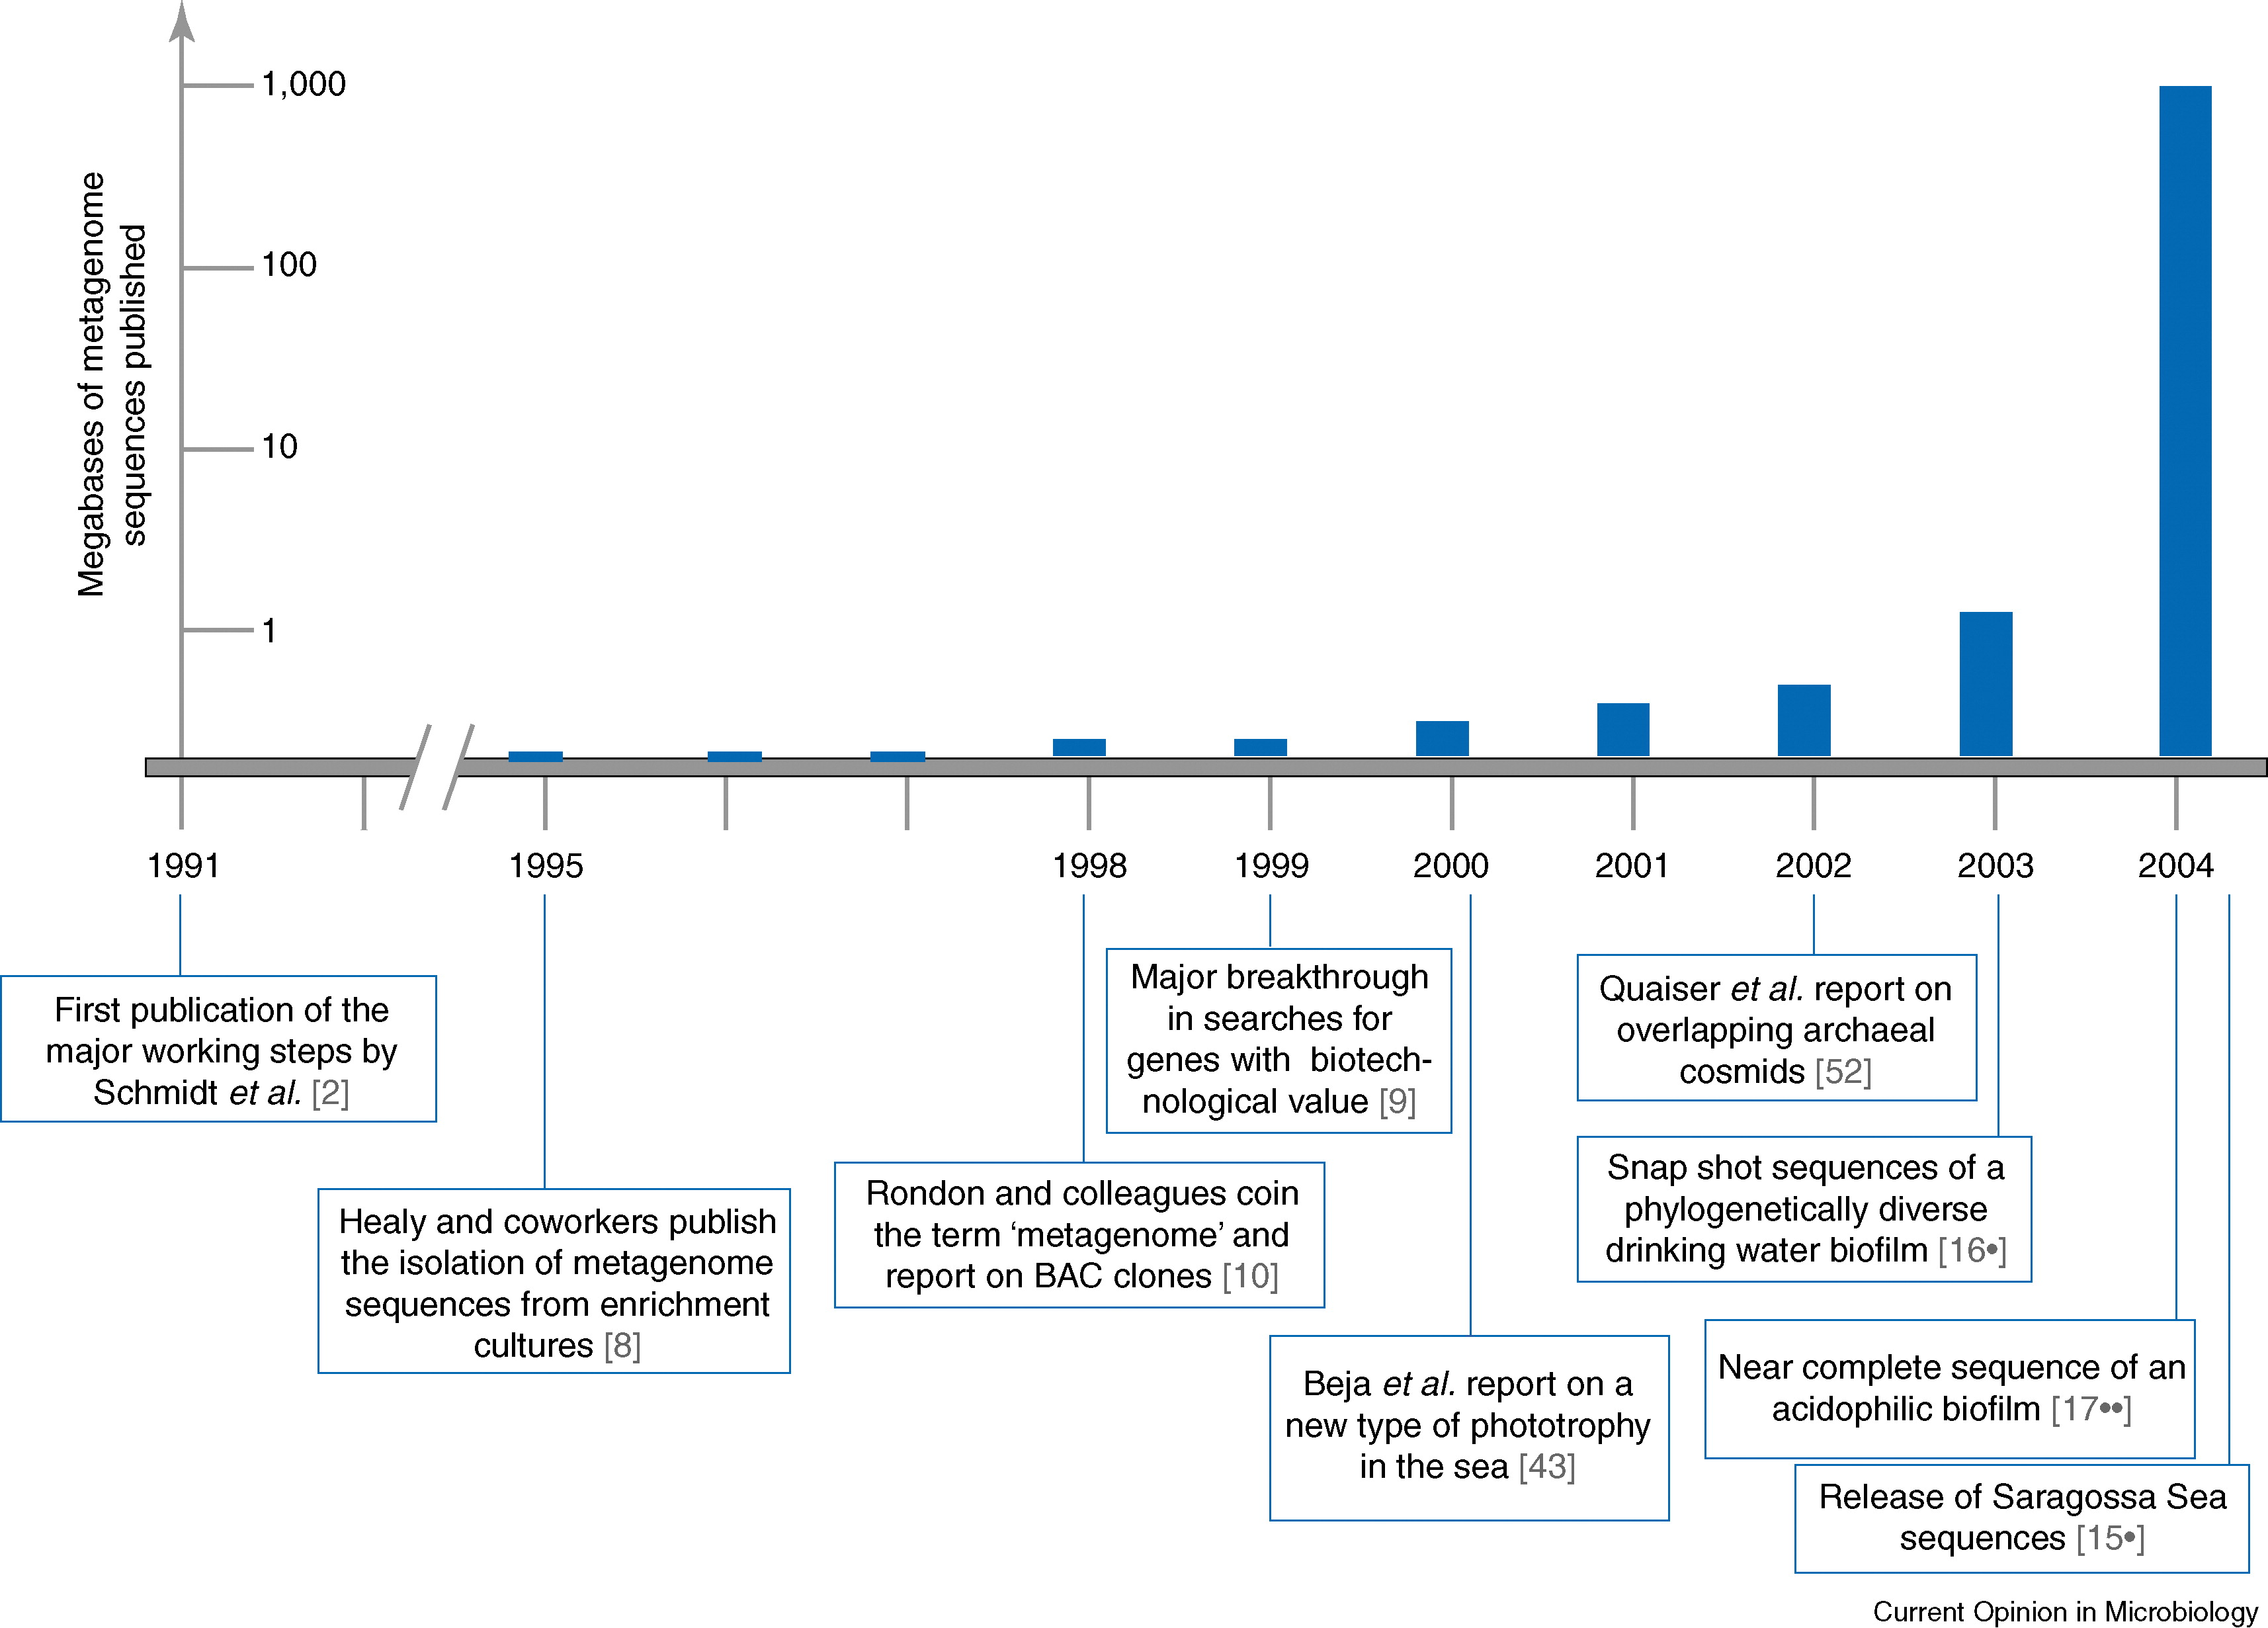 Megabases of metagenome
sequences published
1,000
100
10
1
1991
1995
1998
1999
2000
2001
2002
2003
2004
First publication of the
major working steps by
Schmidt et al. [2]
Healy and coworkers publish
the isolation of metagenome
sequences from enrichment
cultures [8]
Rondon and colleagues coin
the term ‘metagenome’ and
report on BAC clones [10]
Major breakthrough
in searches for
genes with biotech-
nological value [9]
Beja et al. report on a
new type of phototrophy
in the sea [43]
Quaiser et al. report on
overlapping archaeal
cosmids [52]
Snap shot sequences of a
phylogenetically diverse
drinking water biofilm [16•]
Near complete sequence of an
acidophilic biofilm [17••]
Release of Saragossa Sea
sequences [15•]
Current Opinion in Microbiology